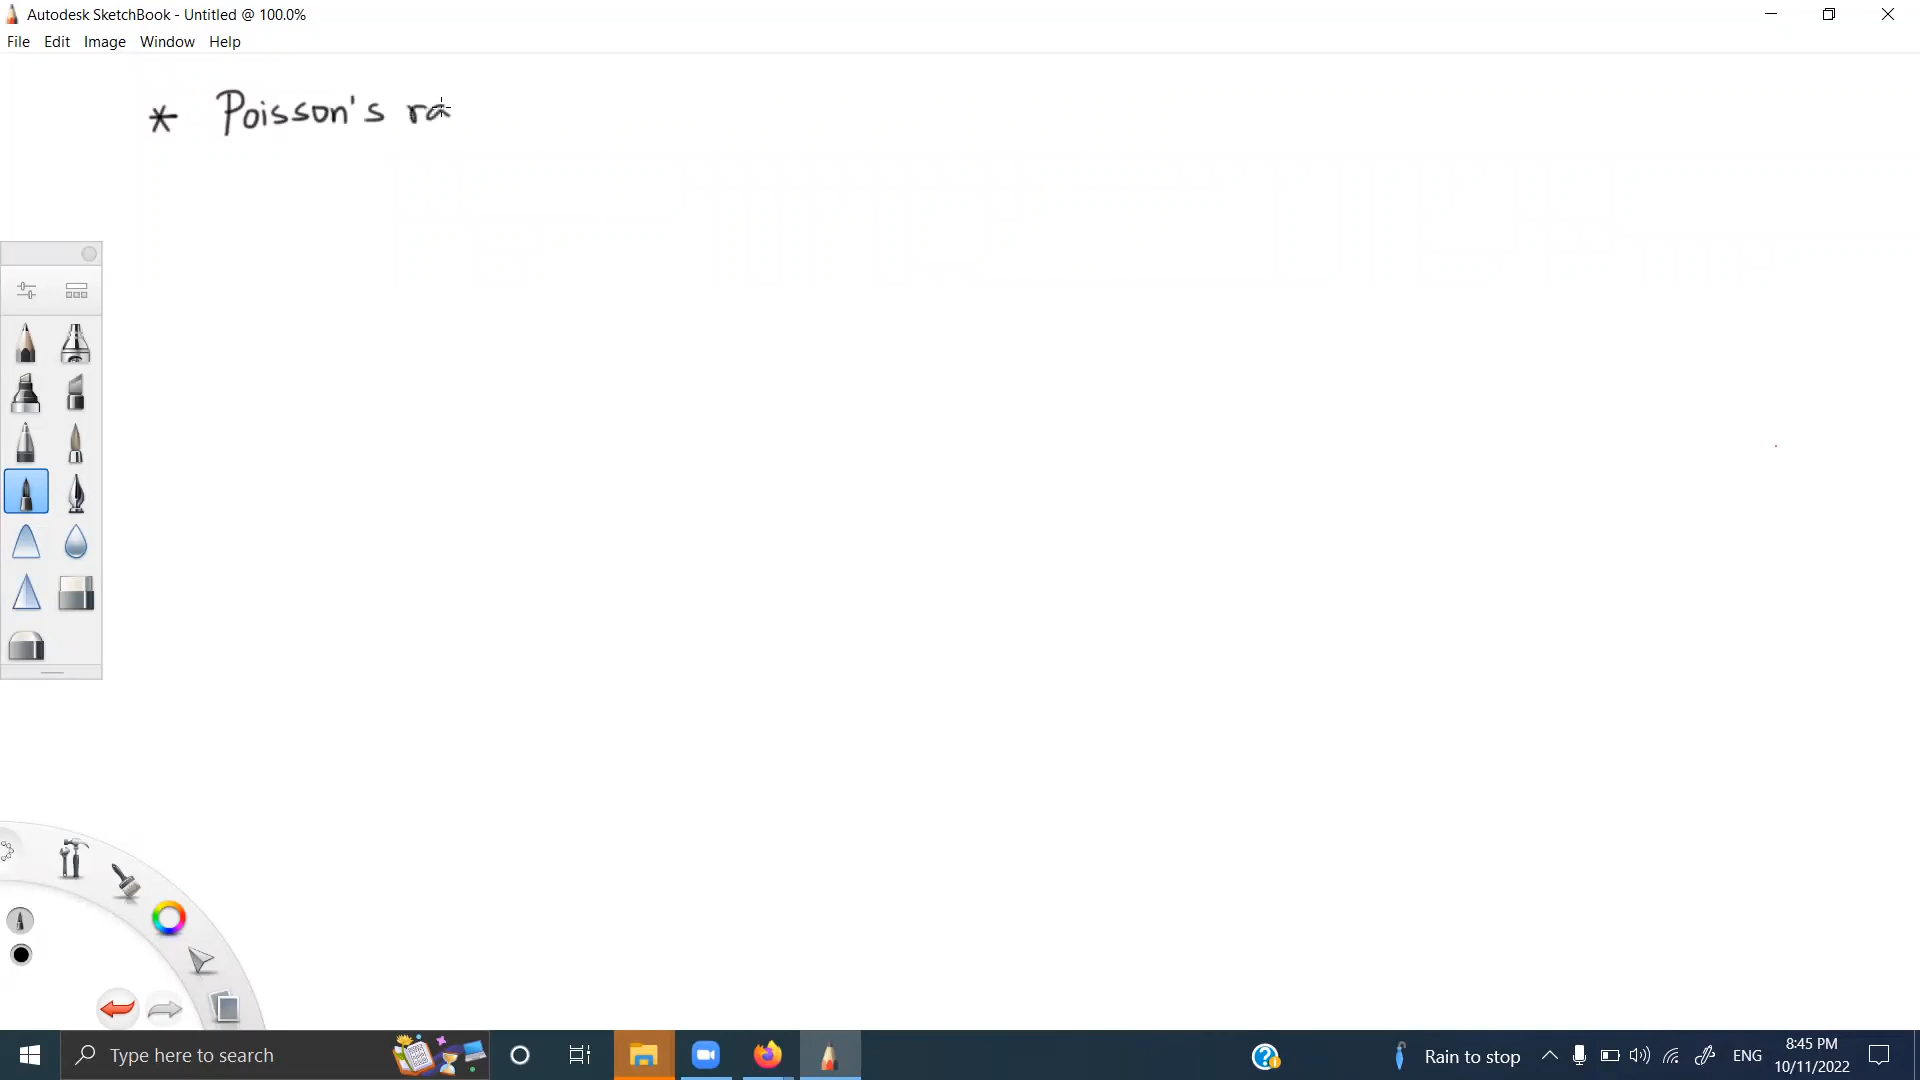 Autodesk SketchBook - Untitled @ 100.0%
File Edit Image Window Help
* Poisson's ra
Type here to search
Rain to stop
ENG
8:45 PM
10/11/2022